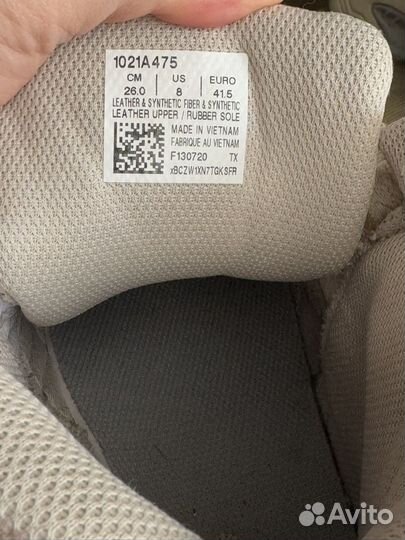 1021A475
CM US EURO
26.0 8 41.5
LEATHER & SYNTHETIC FIBER & SYNTHETIC
LEATHER UPPER / RUBBER SOLE
MADE IN VIETNAM
FABRIQUE AU VIETNAM
F130720 TX
xBCZW1XN7TGKSFR
Avito